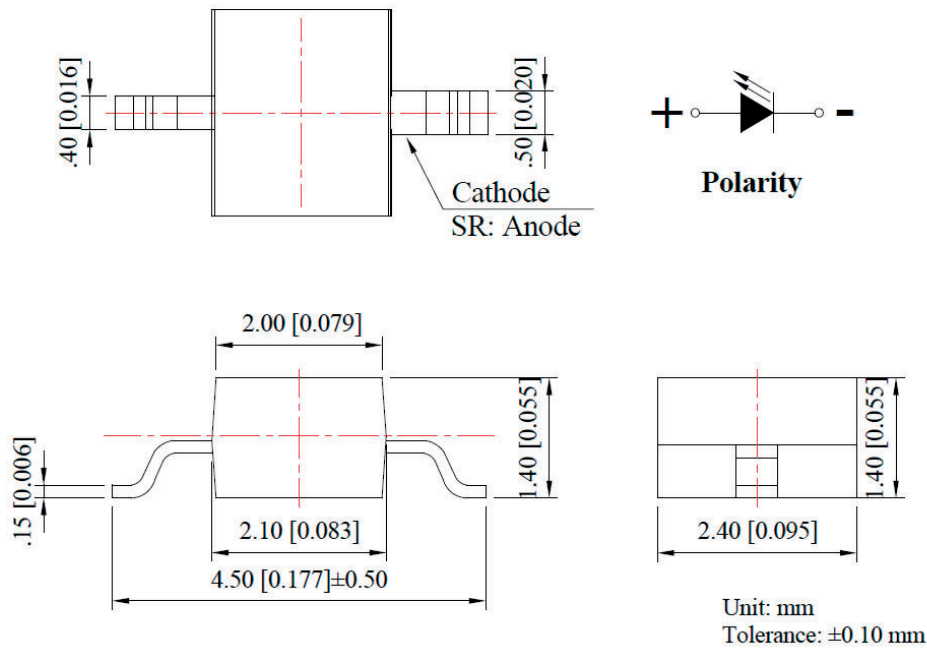 .40 [0.016]
.50 [0.020]
Cathode
SR: Anode
+ -
Polarity
2.00 [0.079]
.15 [0.006]
1.40 [0.055]
2.10 [0.083]
4.50 [0.177]±0.50
1.40 [0.055]
2.40 [0.095]
Unit: mm
Tolerance: ±0.10 mm